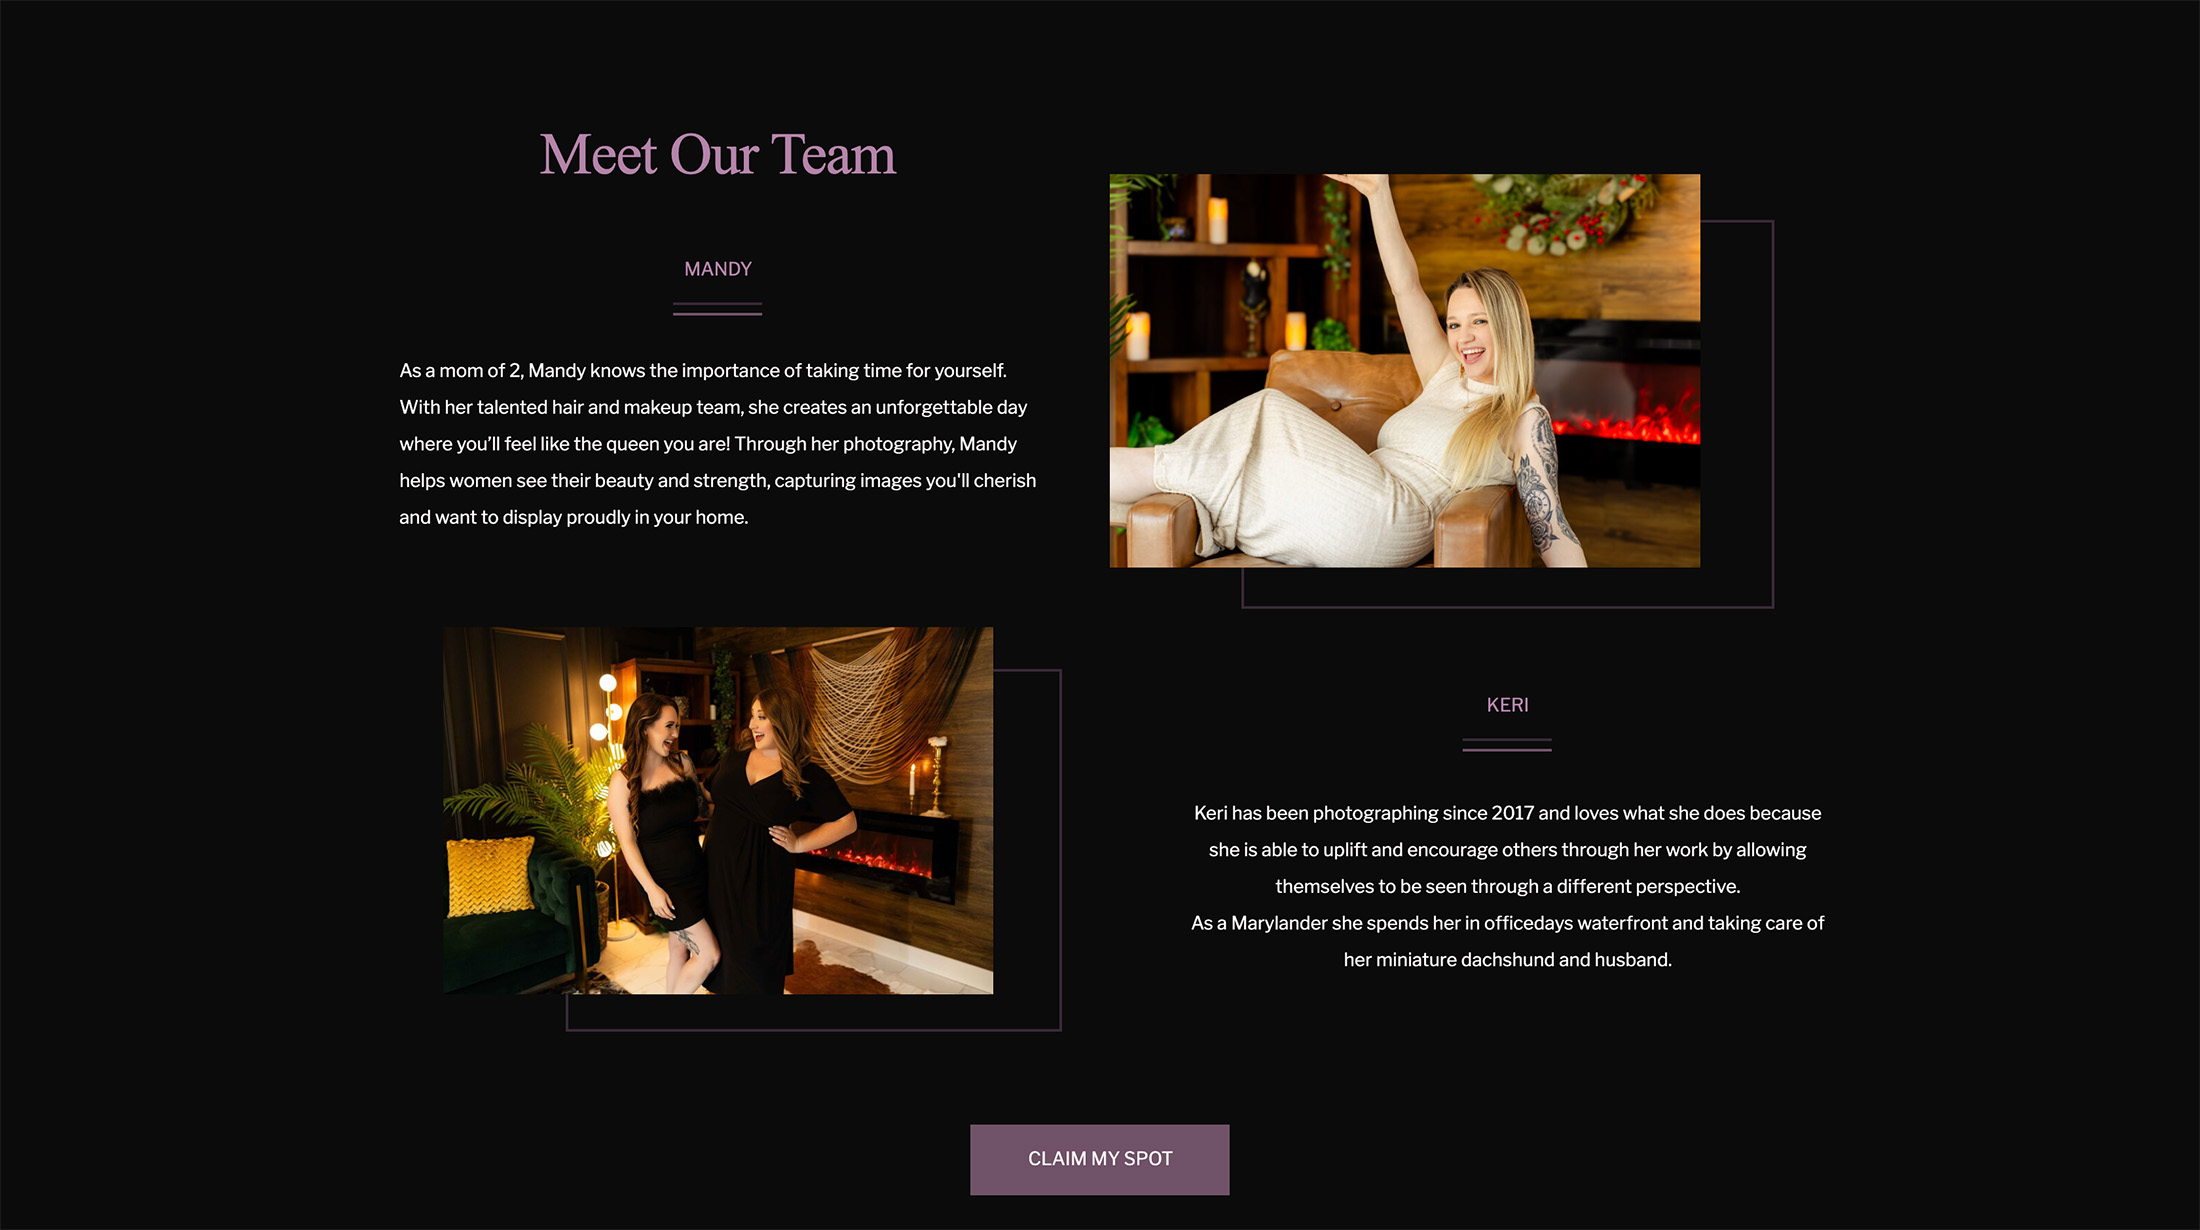 Meet Our Team
MANDY
As a mom of 2, Mandy knows the importance of taking time for yourself.
With her talented hair and makeup team, she creates an unforgettable day
where you’ll feel like the queen you are! Through her photography, Mandy
helps women see their beauty and strength, capturing images you'll cherish
and want to display proudly in your home.
KERI
Keri has been photographing since 2017 and loves what she does because
she is able to uplift and encourage others through her work by allowing
themselves to be seen through a different perspective.
As a Marylander she spends her in officedays waterfront and taking care of
her miniature dachshund and husband.
CLAIM MY SPOT